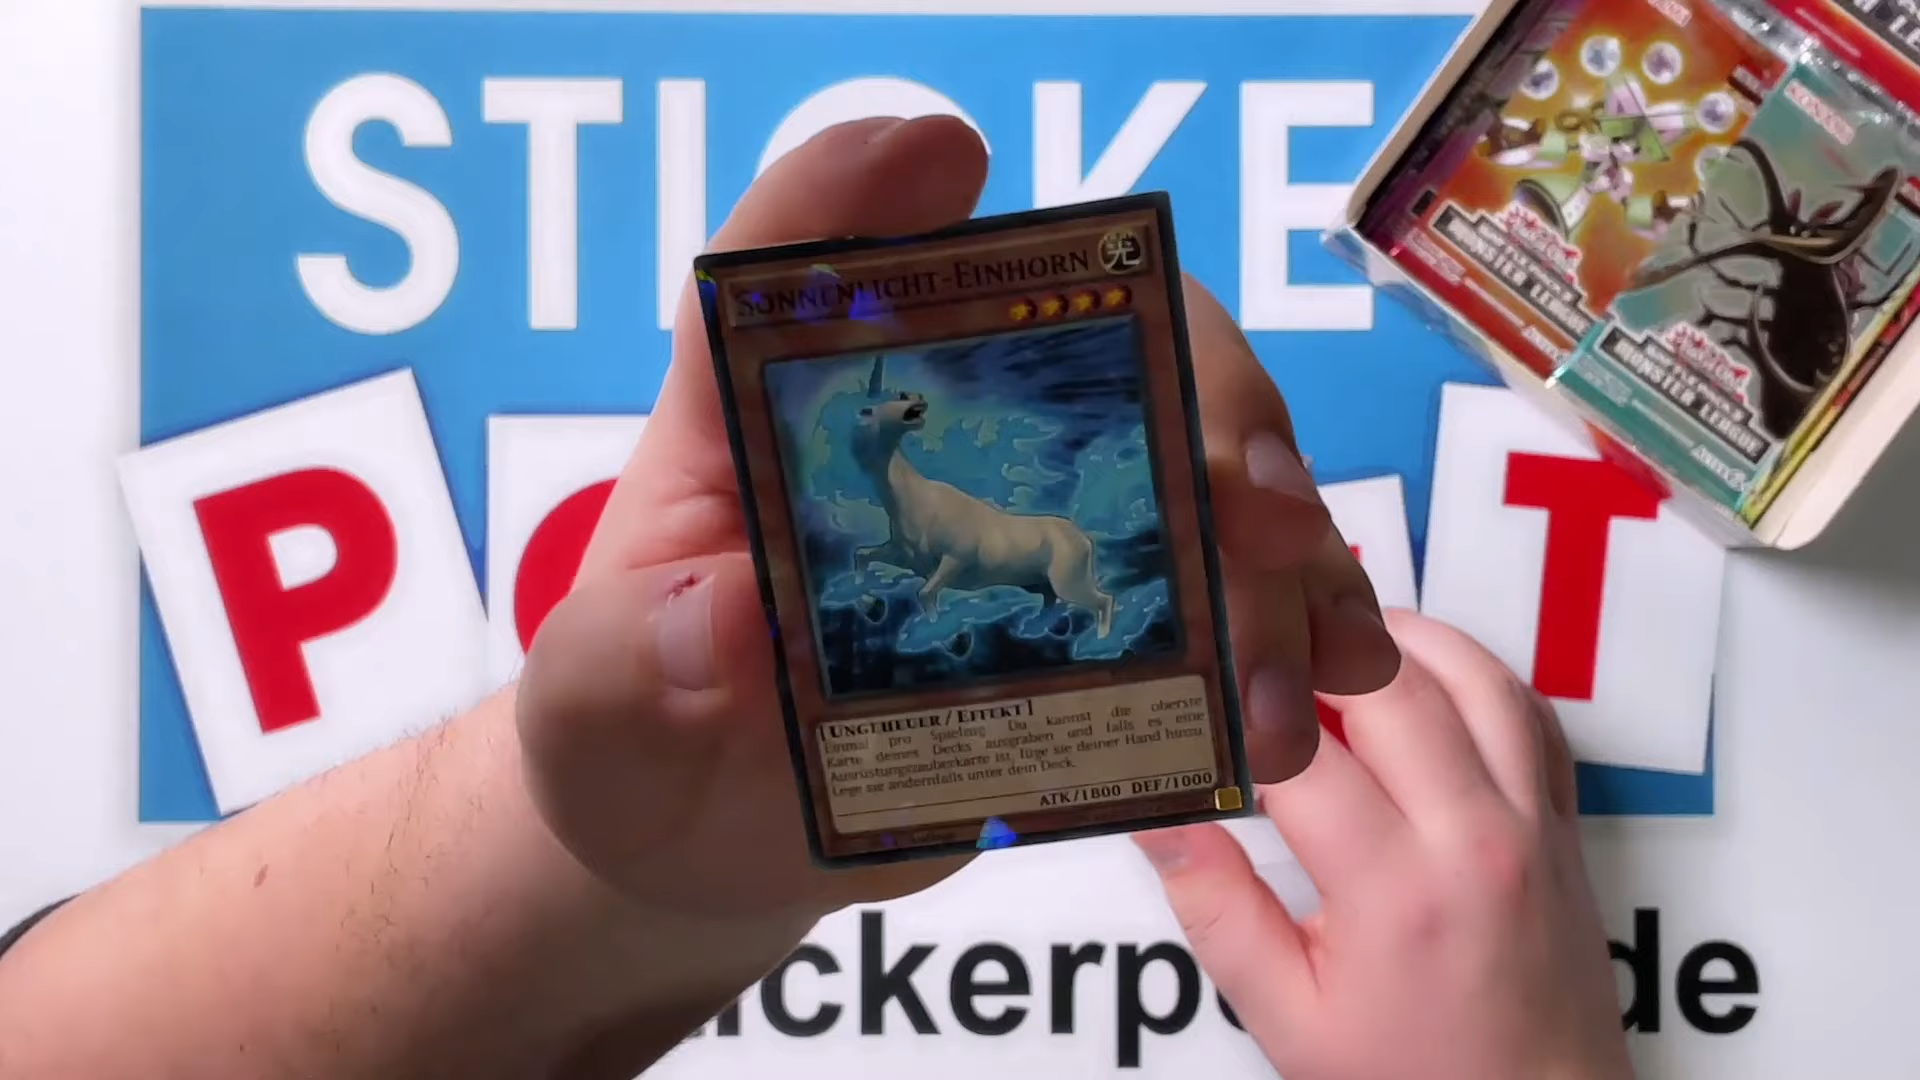 STICKE
P
T
SONNENLICHT-EINHORN
光
[UNGEHEUER / EFFEKT]
Einmal pro Spielzug: Du kannst die oberste
Karte deines Decks ausgraben und falls es eine
Ausrüstungszauberkarte ist, füge sie deiner Hand hinzu.
Lege sie andernfalls unter dein Deck.
ATK/1800 DEF/1000
KONAMI
MONSTER LEAGUE
MONSTER LEAGUE
ickerp
de